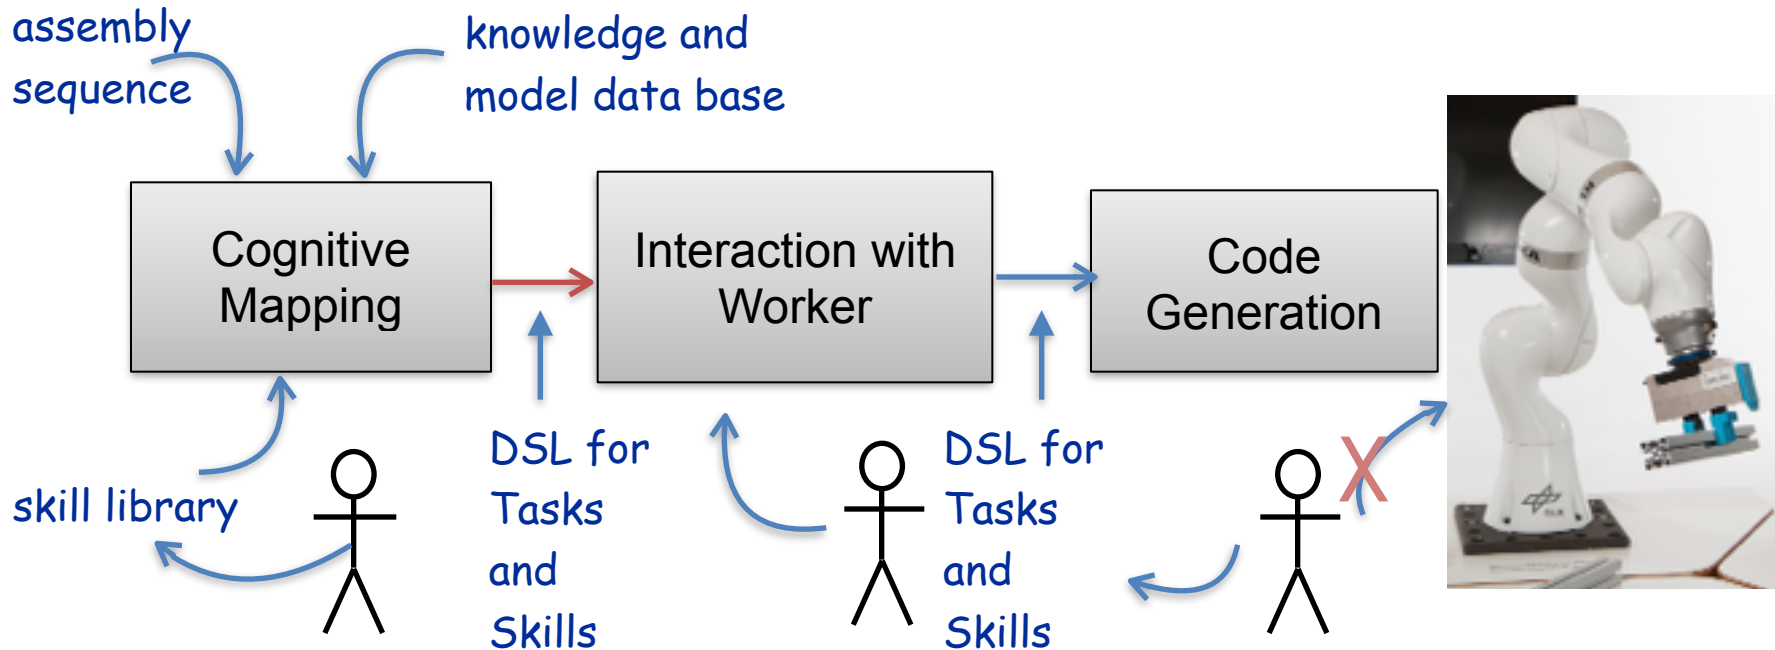 assembly
sequence
knowledge and
model data base
Cognitive
Mapping
Interaction with
Worker
Code
Generation
skill library
DSL for
Tasks
and
Skills
DSL for
Tasks
and
Skills
X
DLR